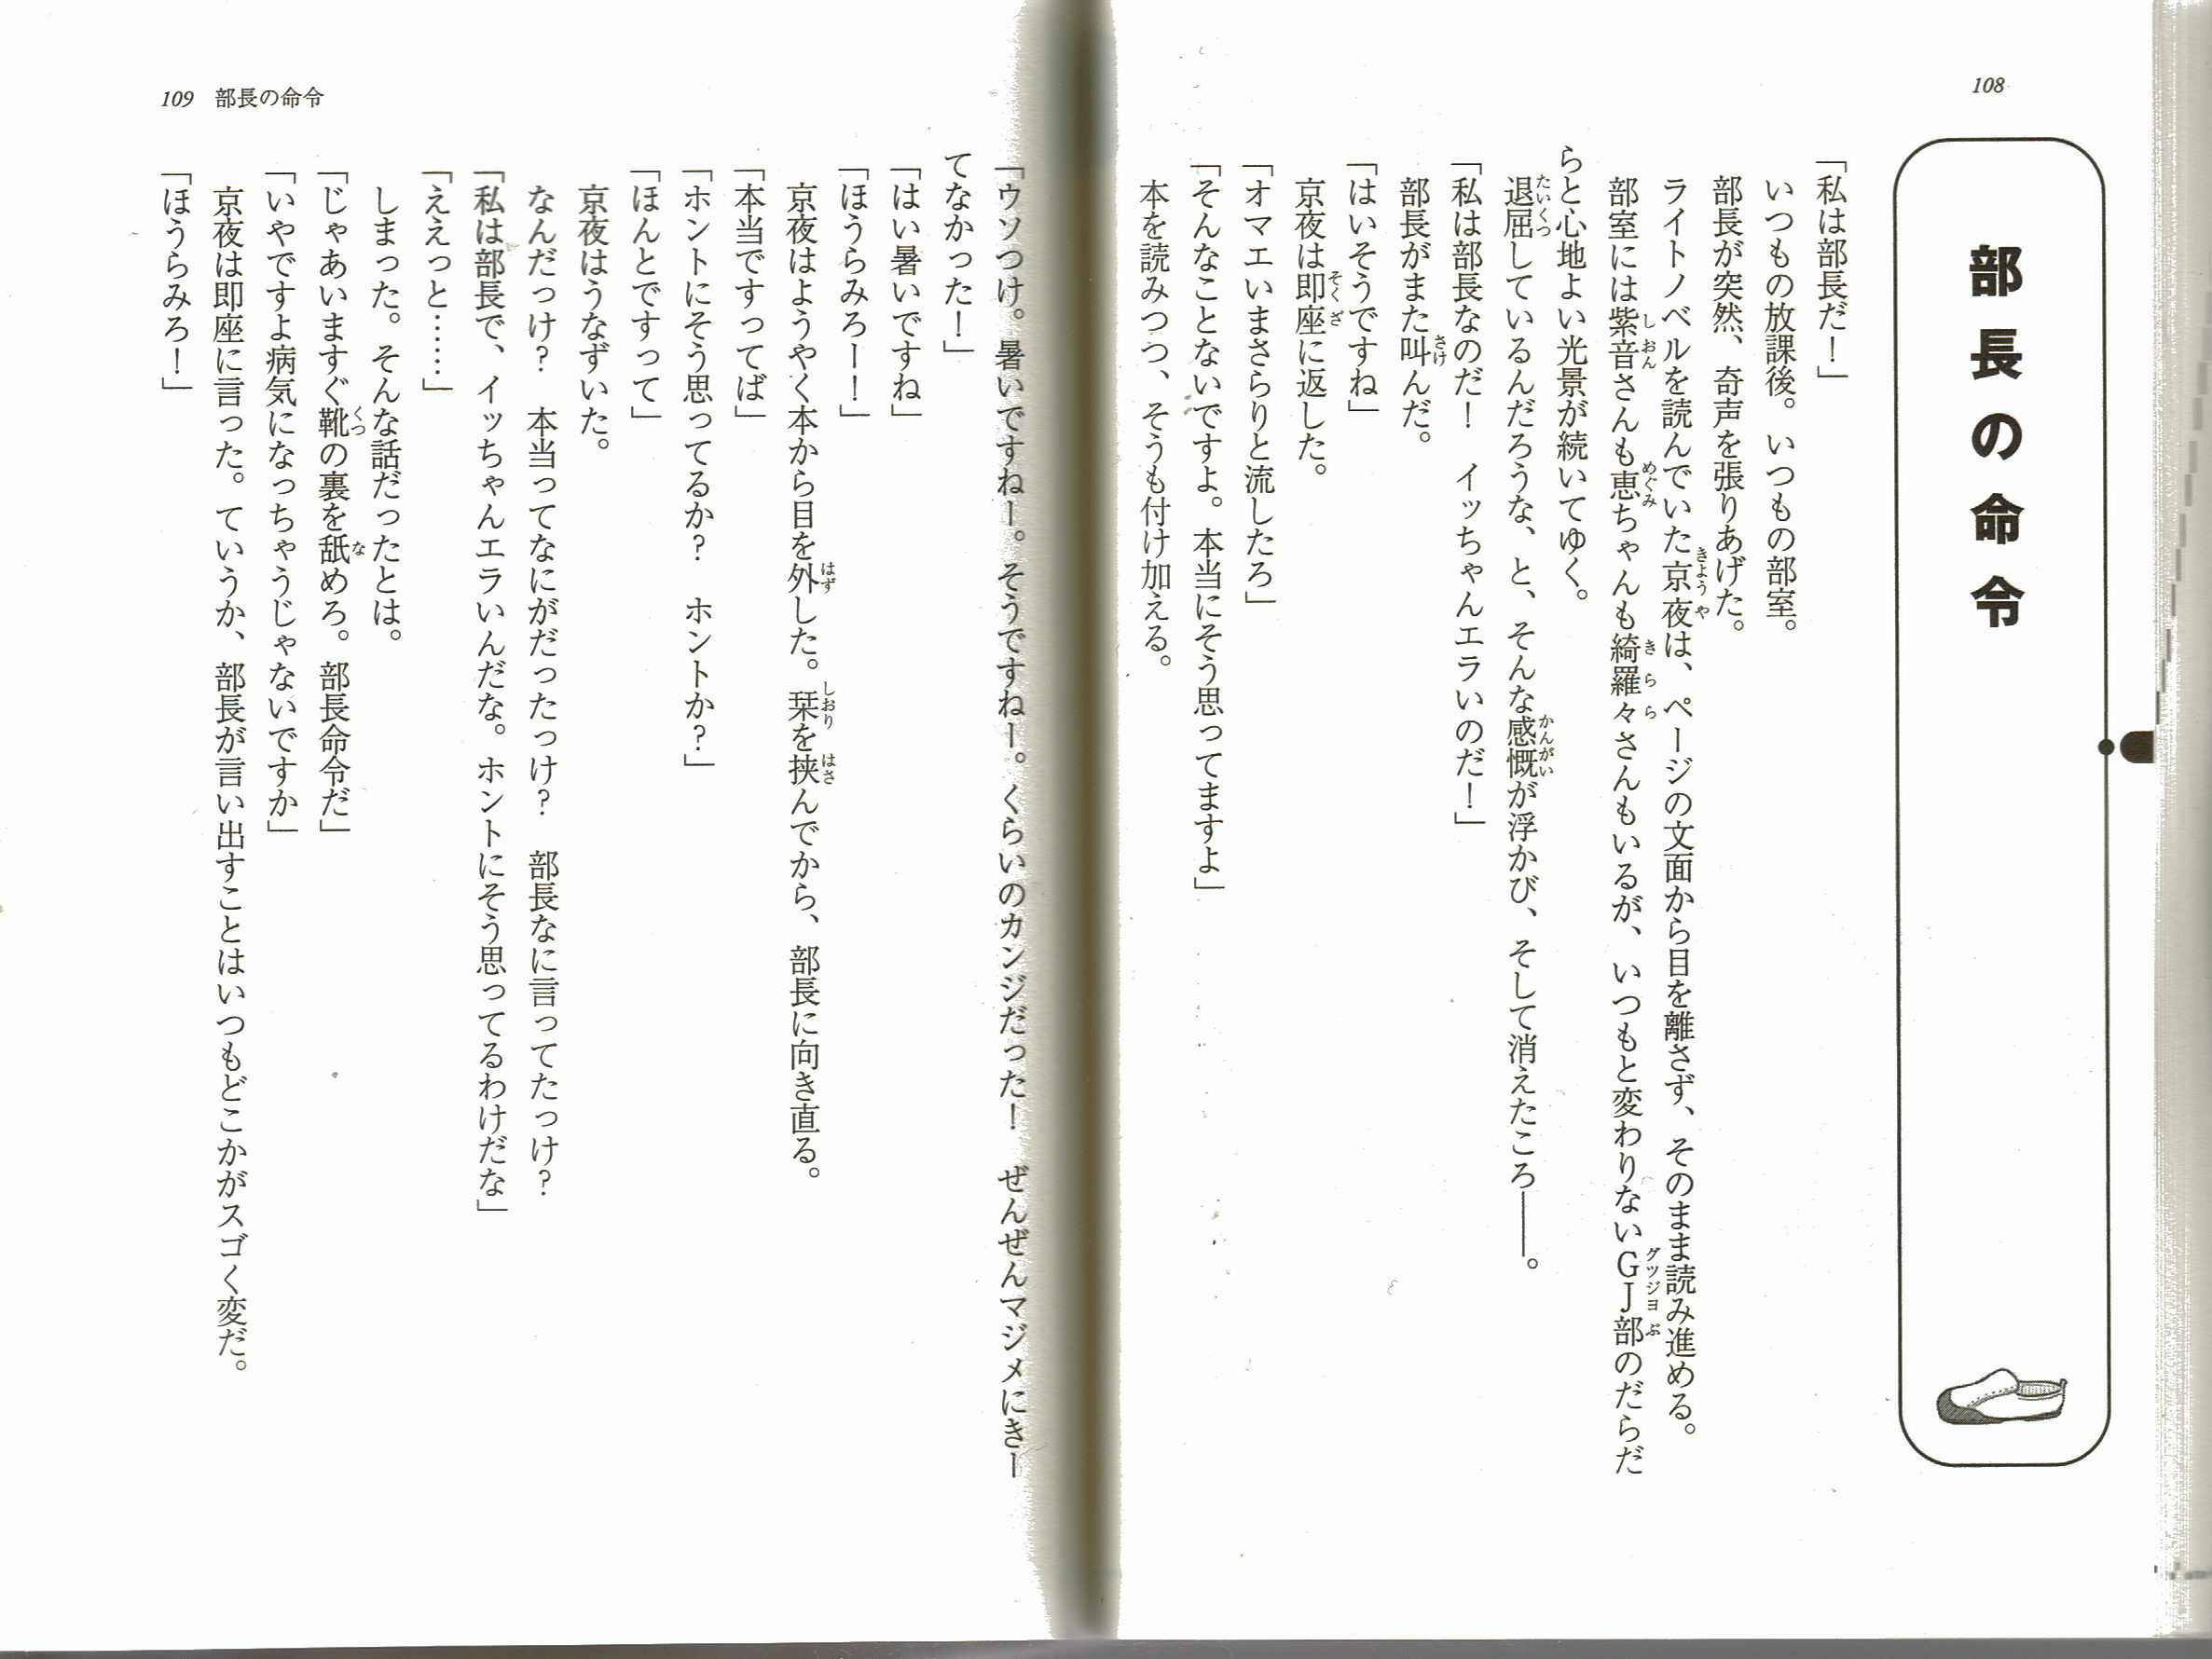 108
部長の命令
「私は部長だ！」
いつもの放課後。いつもの部室。
部長が突然、奇声を張りあげた。
ライトノベルを読んでいた京夜は、ページの文面から目を離さず、そのまま読み進める。
部室には紫音さんも恵ちゃんも綺羅々さんもいるが、いつもと変わりないＧＪ部のだらだ
らと心地よい光景が続いてゆく。
退屈しているんだろうな、と、そんな感慨が浮かび、そして消えたころ――。
「私は部長なのだ！　イッちゃんエラいのだ！」
部長がまた叫んだ。
「はいそうですね」
京夜は即座に返した。
「オマエいまさらりと流したろ」
「そんなことないですよ。本当にそう思ってますよ」
本を読みつつ、そうも付け加える。
109 部長の命令
「ウソつけ。暑いですねー。そうですねー。くらいのカンジだった！　ぜんぜんマジメにきー
てなかった！」
「はい暑いですね」
「ほうらみろー！」
京夜はようやく本から目を外した。栞を挟んでから、部長に向き直る。
「本当ですってば」
「ホントにそう思ってるか？　ホントか？」
「ほんとですって」
京夜はうなずいた。
なんだっけ？　本当ってなにがだったっけ？　部長なに言ってたっけ？
「私は部長で、イッちゃんエラいんだな。ホントにそう思ってるわけだな」
「ええっと……」
しまった。そんな話だったとは。
「じゃあいますぐ靴の裏を舐めろ。部長命令だ」
「いやですよ病気になっちゃうじゃないですか」
京夜は即座に言った。ていうか、部長が言い出すことはいつもどこかがスゴく変だ。
「ほうらみろ！」